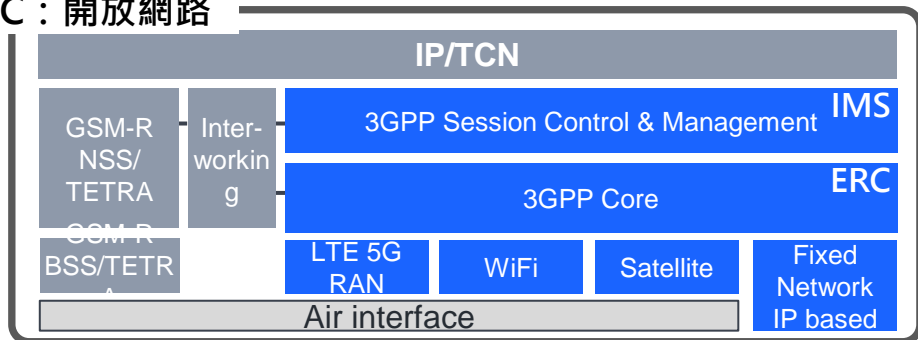 C：開放網路
IP/TCN
GSM-R
NSS/
TETRA
Inter-
workin
g
3GPP Session Control & Management
IMS
3GPP Core
ERC
GSM-R
BSS/TETR
A
LTE 5G
RAN
WiFi
Satellite
Fixed
Network
IP based
Air interface